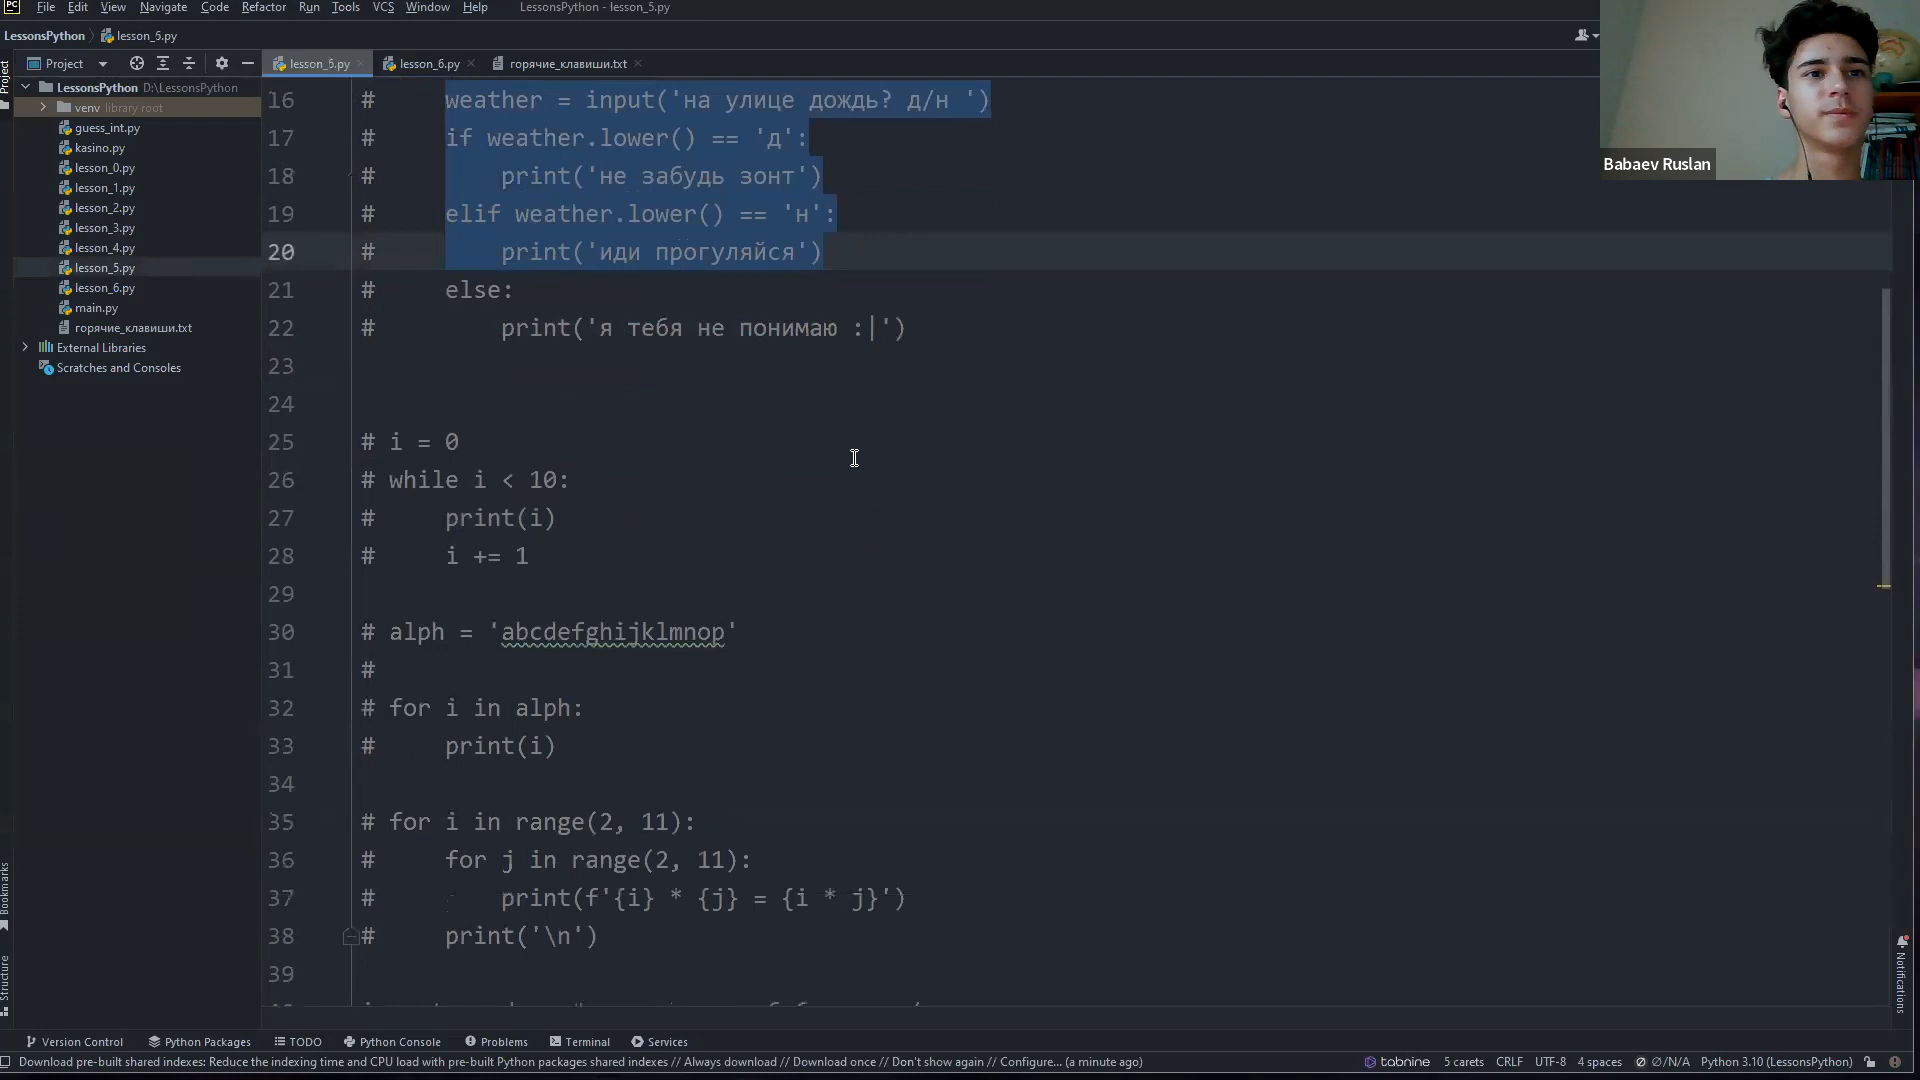 PC File Edit View Navigate Code Refactor Run Tools VCS Window Help LessonsPython - lesson_5.py
LessonsPython lesson_5.py
Project lesson_5.py lesson_6.py горячие_клавиши.txt
Project
LessonsPython D:\LessonsPython
venv library root
guess_int.py
kasino.py
lesson_0.py
lesson_1.py
lesson_2.py
lesson_3.py
lesson_4.py
lesson_5.py
lesson_6.py
main.py
горячие_клавиши.txt
External Libraries
Scratches and Consoles
16 # weather = input('на улице дождь? д/н ')
17 # if weather.lower() == 'д':
18 # print('не забудь зонт')
19 # elif weather.lower() == 'н':
20 # print('иди прогуляйся')
21 # else:
22 # print('я тебя не понимаю :|')
23
24
25 # i = 0
26 # while i < 10:
27 # print(i)
28 # i += 1
29
30 # alph = 'abcdefghijklmnop'
31 #
32 # for i in alph:
33 # print(i)
34
35 # for i in range(2, 11):
36 # for j in range(2, 11):
37 # print(f'{i} * {j} = {i * j}')
38 # print('\n')
39
Babaev Ruslan
Bookmarks
Structure
Notifications
Version Control Python Packages TODO Python Console Problems Terminal Services
Download pre-built shared indexes: Reduce the indexing time and CPU load with pre-built Python packages shared indexes // Always download // Download once // Don't show again // Configure... (a minute ago) tabnine 5 carets CRLF UTF-8 4 spaces ∅/N/A Python 3.10 (LessonsPython)